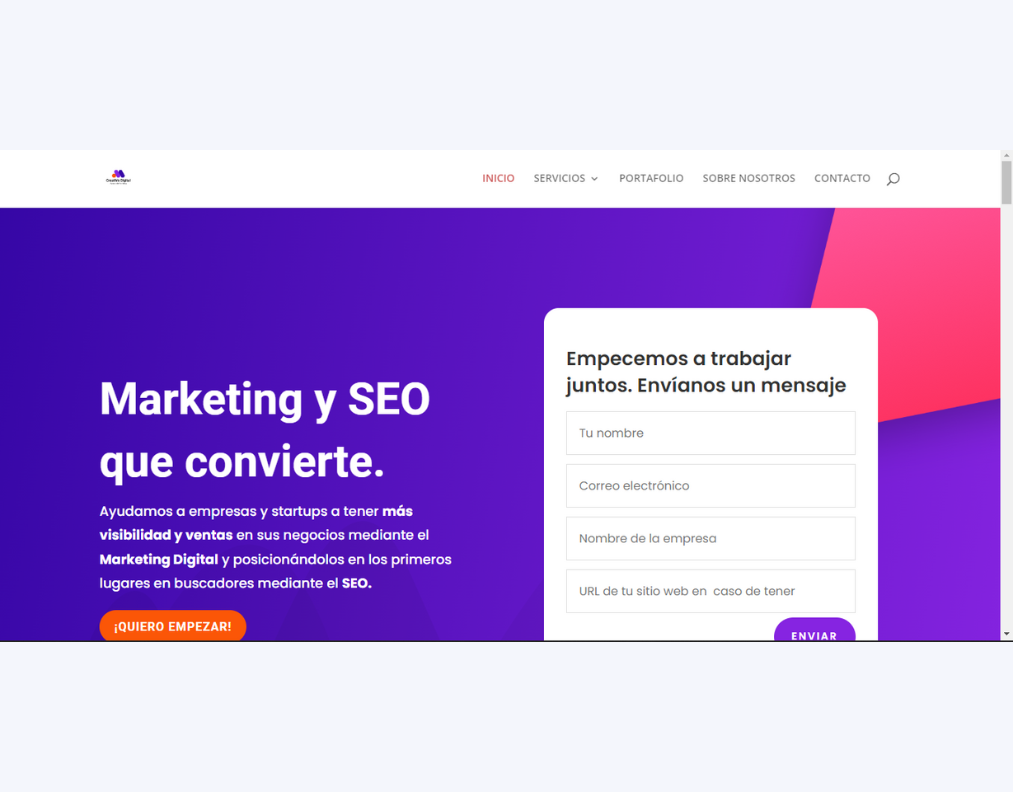 INICIO
SERVICIOS
PORTAFOLIO
SOBRE NOSOTROS
CONTACTO
Marketing y SEO
que convierte.
Ayudamos a empresas y startups a tener más
visibilidad y ventas en sus negocios mediante el
Marketing Digital y posicionándolos en los primeros
lugares en buscadores mediante el SEO.
¡QUIERO EMPEZAR!
Empecemos a trabajar
juntos. Envíanos un mensaje
Tu nombre
Correo electrónico
Nombre de la empresa
URL de tu sitio web en  caso de tener
ENVIAR